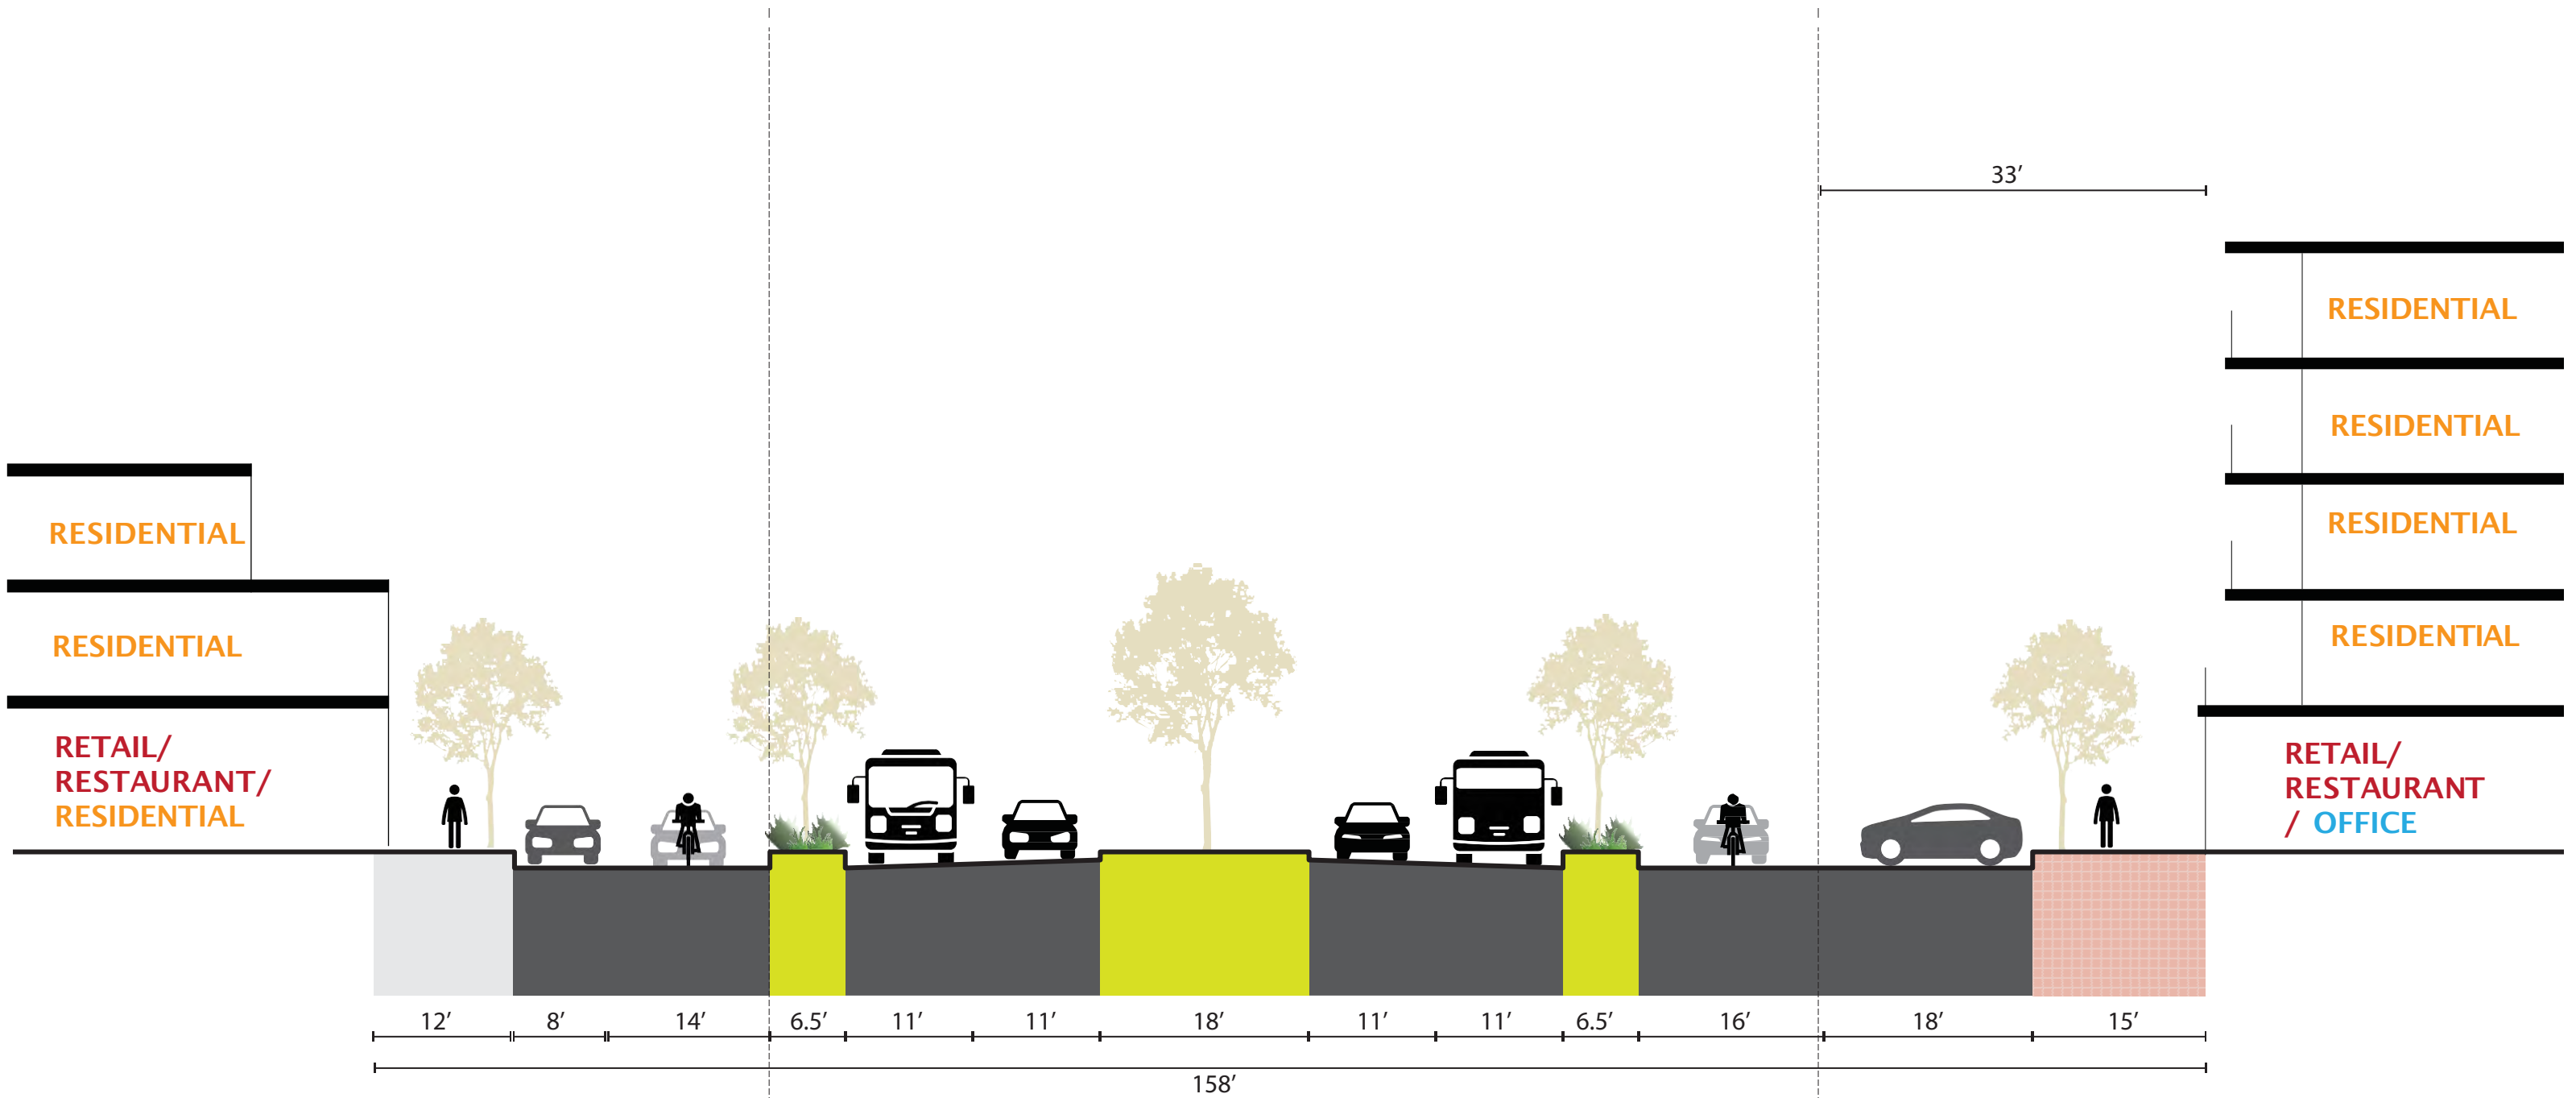 33’
RESIDENTIAL
RESIDENTIAL
RESIDENTIAL
RESIDENTIAL
RESIDENTIAL
RESIDENTIAL
RETAIL/
RESTAURANT/
RESIDENTIAL
RETAIL/
RESTAURANT
/ OFFICE
12’ 8’ 14’ 6.5’ 11’ 11’ 18’ 11’ 11’ 6.5’ 16’ 18’ 15’
158’